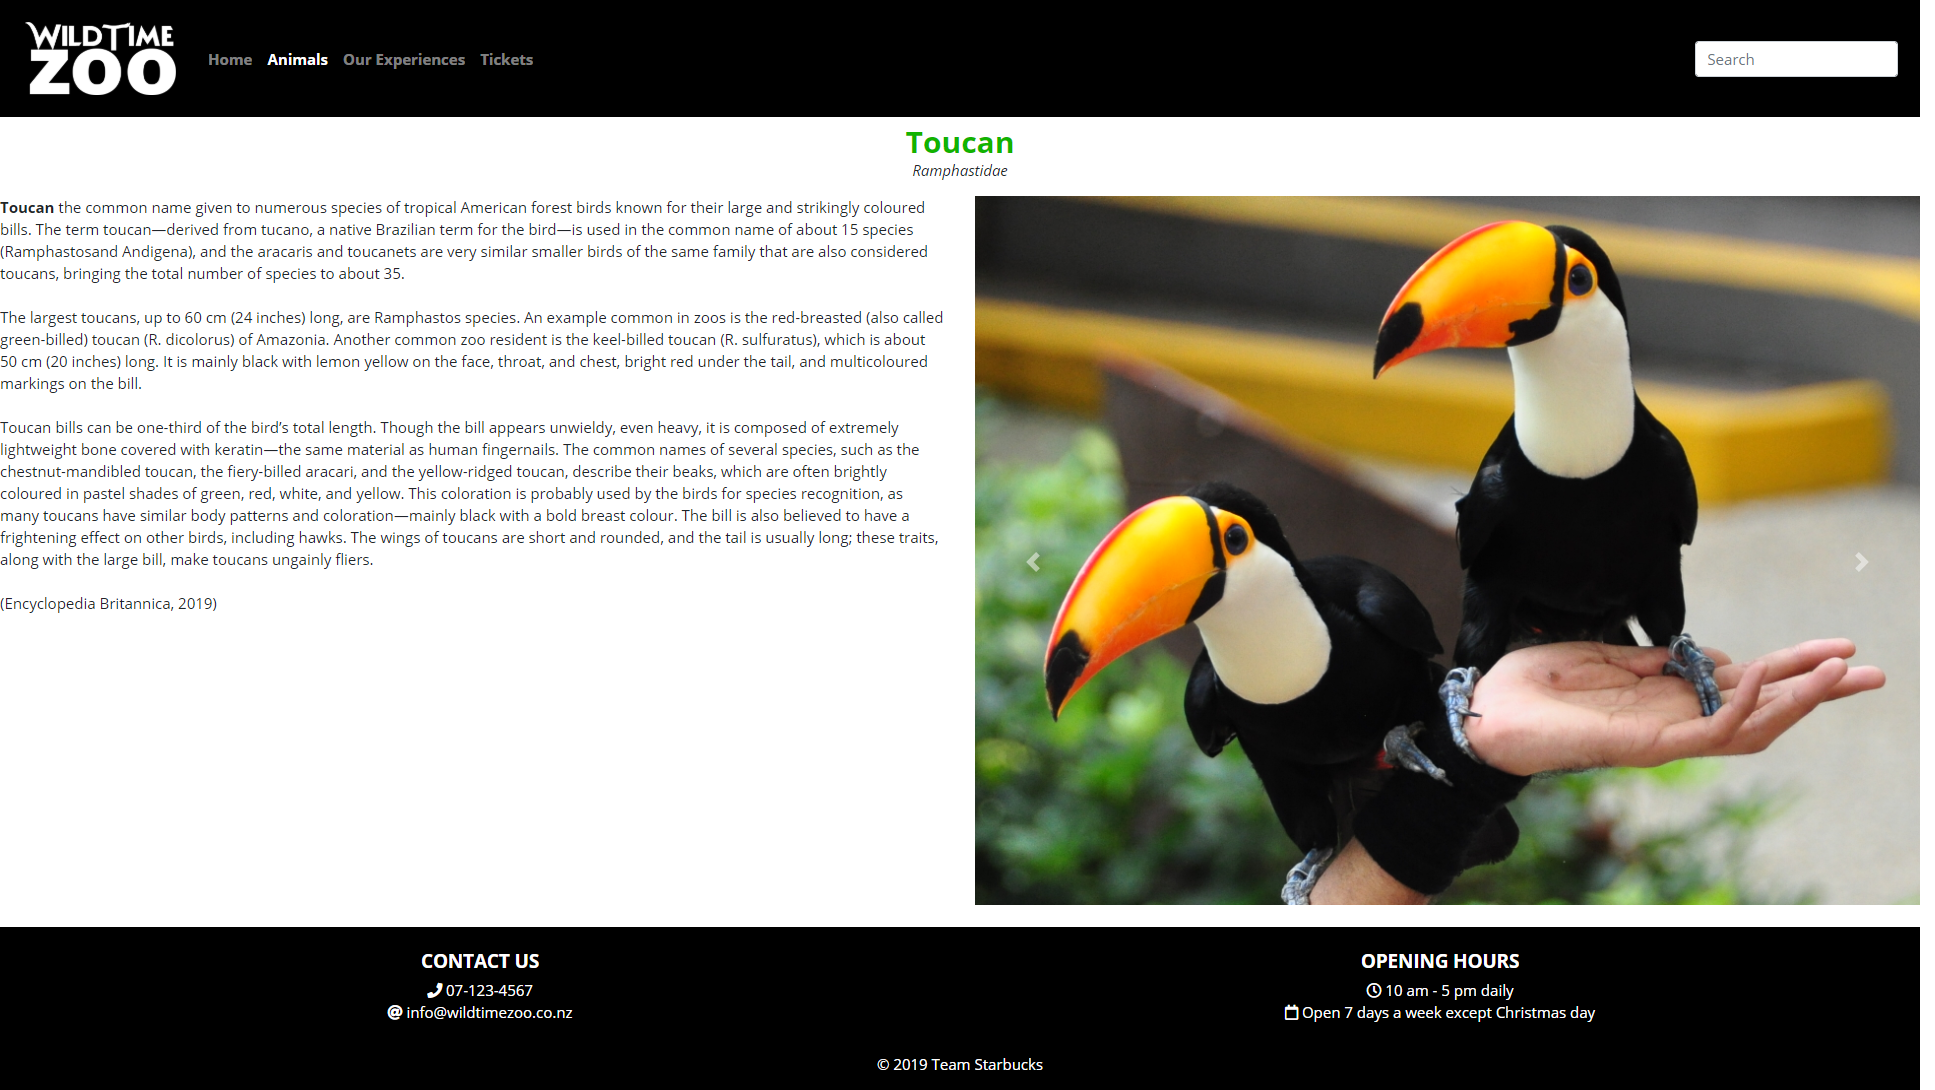 WILDTIME
ZOO
Home Animals Our Experiences Tickets
Search
Toucan
Ramphastidae
Toucan the common name given to numerous species of tropical American forest birds known for their large and strikingly coloured
bills. The term toucan—derived from tucano, a native Brazilian term for the bird—is used in the common name of about 15 species
(Ramphastosand Andigena), and the aracaris and toucanets are very similar smaller birds of the same family that are also considered
toucans, bringing the total number of species to about 35.
The largest toucans, up to 60 cm (24 inches) long, are Ramphastos species. An example common in zoos is the red-breasted (also called
green-billed) toucan (R. dicolorus) of Amazonia. Another common zoo resident is the keel-billed toucan (R. sulfuratus), which is about
50 cm (20 inches) long. It is mainly black with lemon yellow on the face, throat, and chest, bright red under the tail, and multicoloured
markings on the bill.
Toucan bills can be one-third of the bird’s total length. Though the bill appears unwieldy, even heavy, it is composed of extremely
lightweight bone covered with keratin—the same material as human fingernails. The common names of several species, such as the
chestnut-mandibled toucan, the fiery-billed aracari, and the yellow-ridged toucan, describe their beaks, which are often brightly
coloured in pastel shades of green, red, white, and yellow. This coloration is probably used by the birds for species recognition, as
many toucans have similar body patterns and coloration—mainly black with a bold breast colour. The bill is also believed to have a
frightening effect on other birds, including hawks. The wings of toucans are short and rounded, and the tail is usually long; these traits,
along with the large bill, make toucans ungainly fliers.
(Encyclopedia Britannica, 2019)
CONTACT US
07-123-4567
info@wildtimezoo.co.nz
OPENING HOURS
10 am - 5 pm daily
Open 7 days a week except Christmas day
© 2019 Team Starbucks